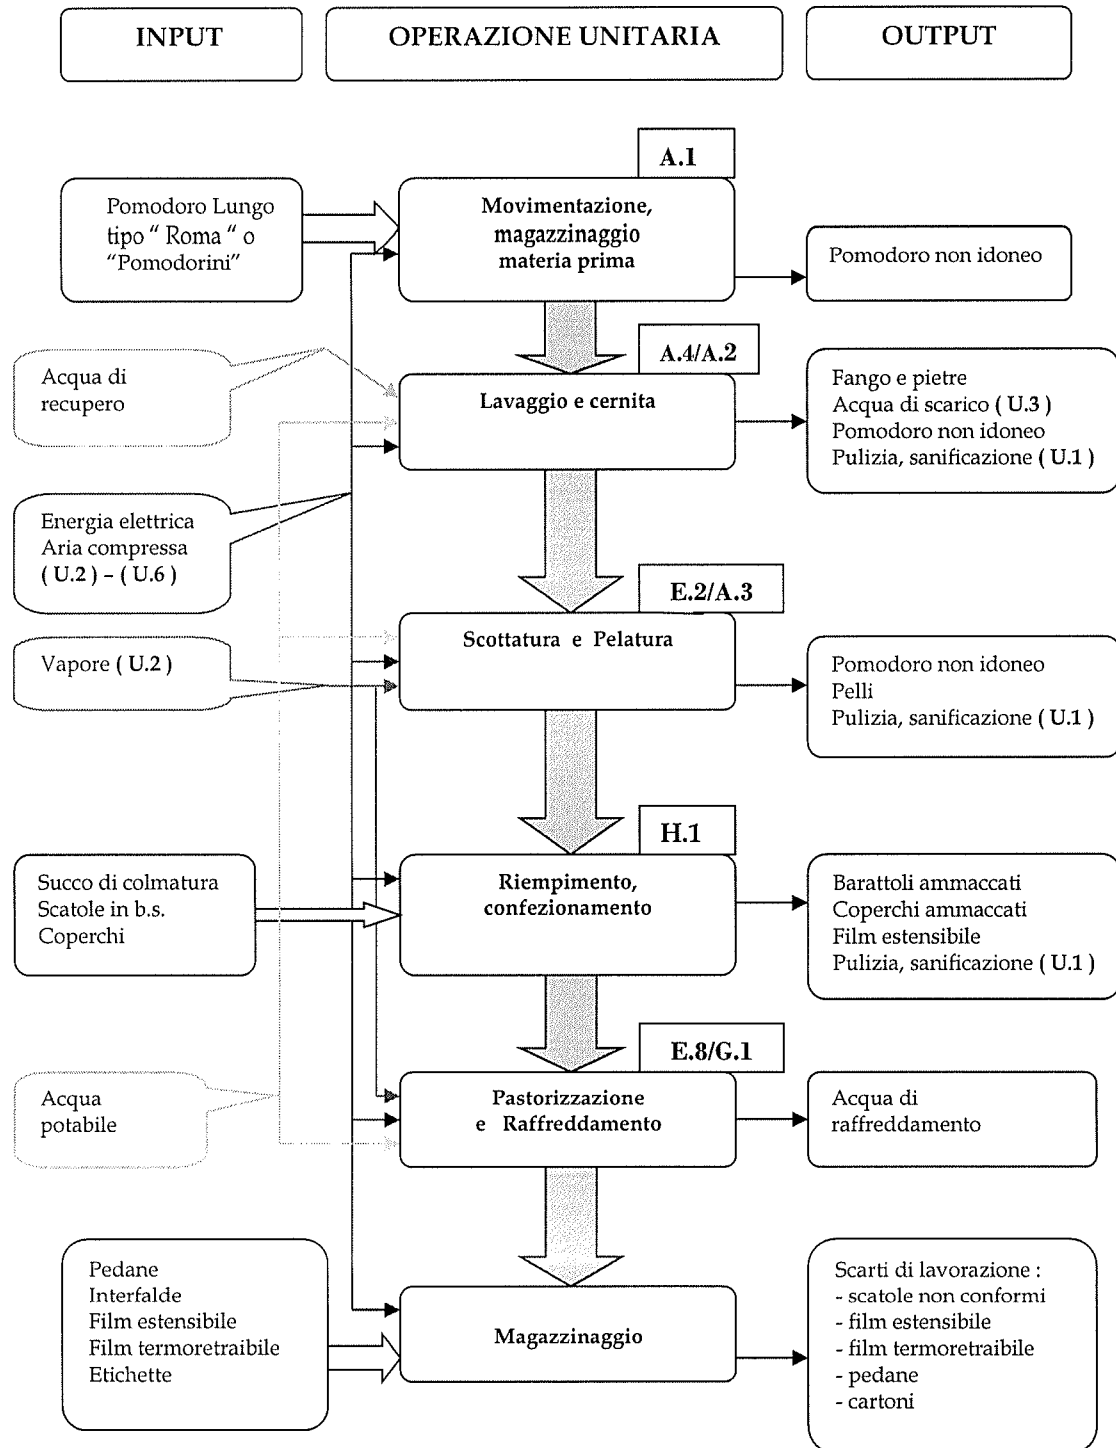 INPUT
OPERAZIONE UNITARIA
OUTPUT
A.1
Pomodoro Lungo
tipo “ Roma “ o
“Pomodorini”
Movimentazione,
magazzinaggio
materia prima
Pomodoro non idoneo
A.4/A.2
Acqua di
recupero
Lavaggio e cernita
Fango e pietre
Acqua di scarico ( U.3 )
Pomodoro non idoneo
Pulizia, sanificazione ( U.1 )
Energia elettrica
Aria compressa
( U.2 ) – ( U.6 )
E.2/A.3
Vapore ( U.2 )
Scottatura e Pelatura
Pomodoro non idoneo
Pelli
Pulizia, sanificazione ( U.1 )
H.1
Succo di colmatura
Scatole in b.s.
Coperchi
Riempimento,
confezionamento
Barattoli ammaccati
Coperchi ammaccati
Film estensibile
Pulizia, sanificazione ( U.1 )
E.8/G.1
Acqua
potabile
Pastorizzazione
e Raffreddamento
Acqua di
raffreddamento
Pedane
Interfalde
Film estensibile
Film termoretraibile
Etichette
Magazzinaggio
Scarti di lavorazione :
- scatole non conformi
- film estensibile
- film termoretraibile
- pedane
- cartoni